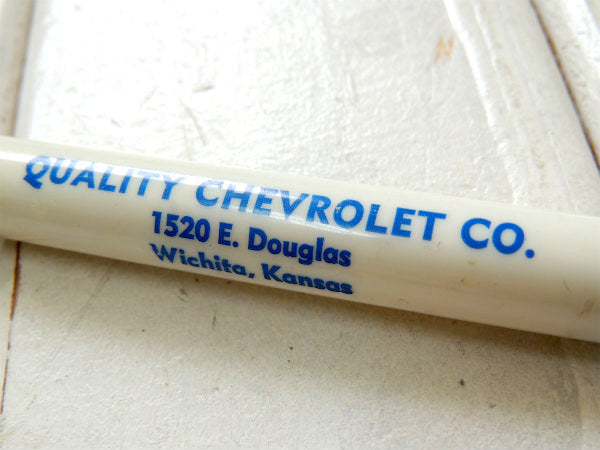 QUALITY CHEVROLET CO.
1520 E. Douglas
Wichita, Kansas